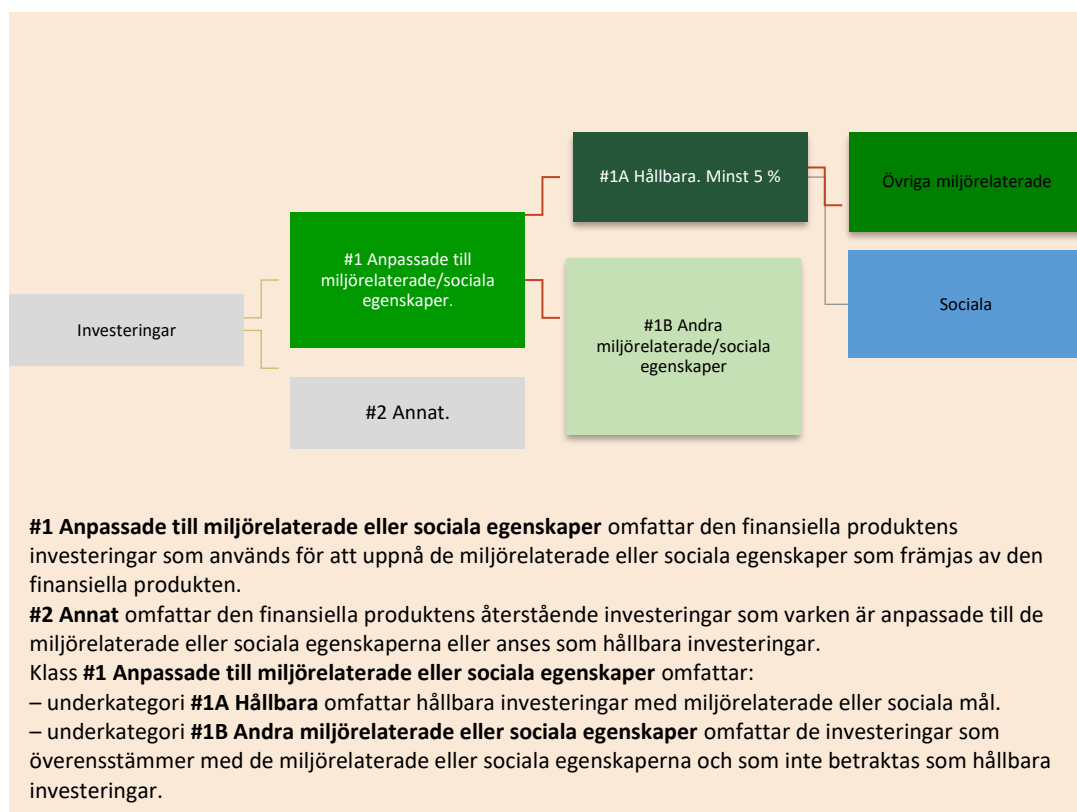 #1A Hållbara. Minst 5 %
Övriga miljörelaterade
#1 Anpassade till
miljörelaterade/sociala
egenskaper.
Investeringar
#1B Andra
miljörelaterade/sociala
egenskaper
Sociala
#2 Annat.
#1 Anpassade till miljörelaterade eller sociala egenskaper omfattar den finansiella produktens
investeringar som används för att uppnå de miljörelaterade eller sociala egenskaper som främjas av den
finansiella produkten.
#2 Annat omfattar den finansiella produktens återstående investeringar som varken är anpassade till de
miljörelaterade eller sociala egenskaperna eller anses som hållbara investeringar.
Klass #1 Anpassade till miljörelaterade eller sociala egenskaper omfattar:
– underkategori #1A Hållbara omfattar hållbara investeringar med miljörelaterade eller sociala mål.
– underkategori #1B Andra miljörelaterade eller sociala egenskaper omfattar de investeringar som
överensstämmer med de miljörelaterade eller sociala egenskaperna och som inte betraktas som hållbara
investeringar.